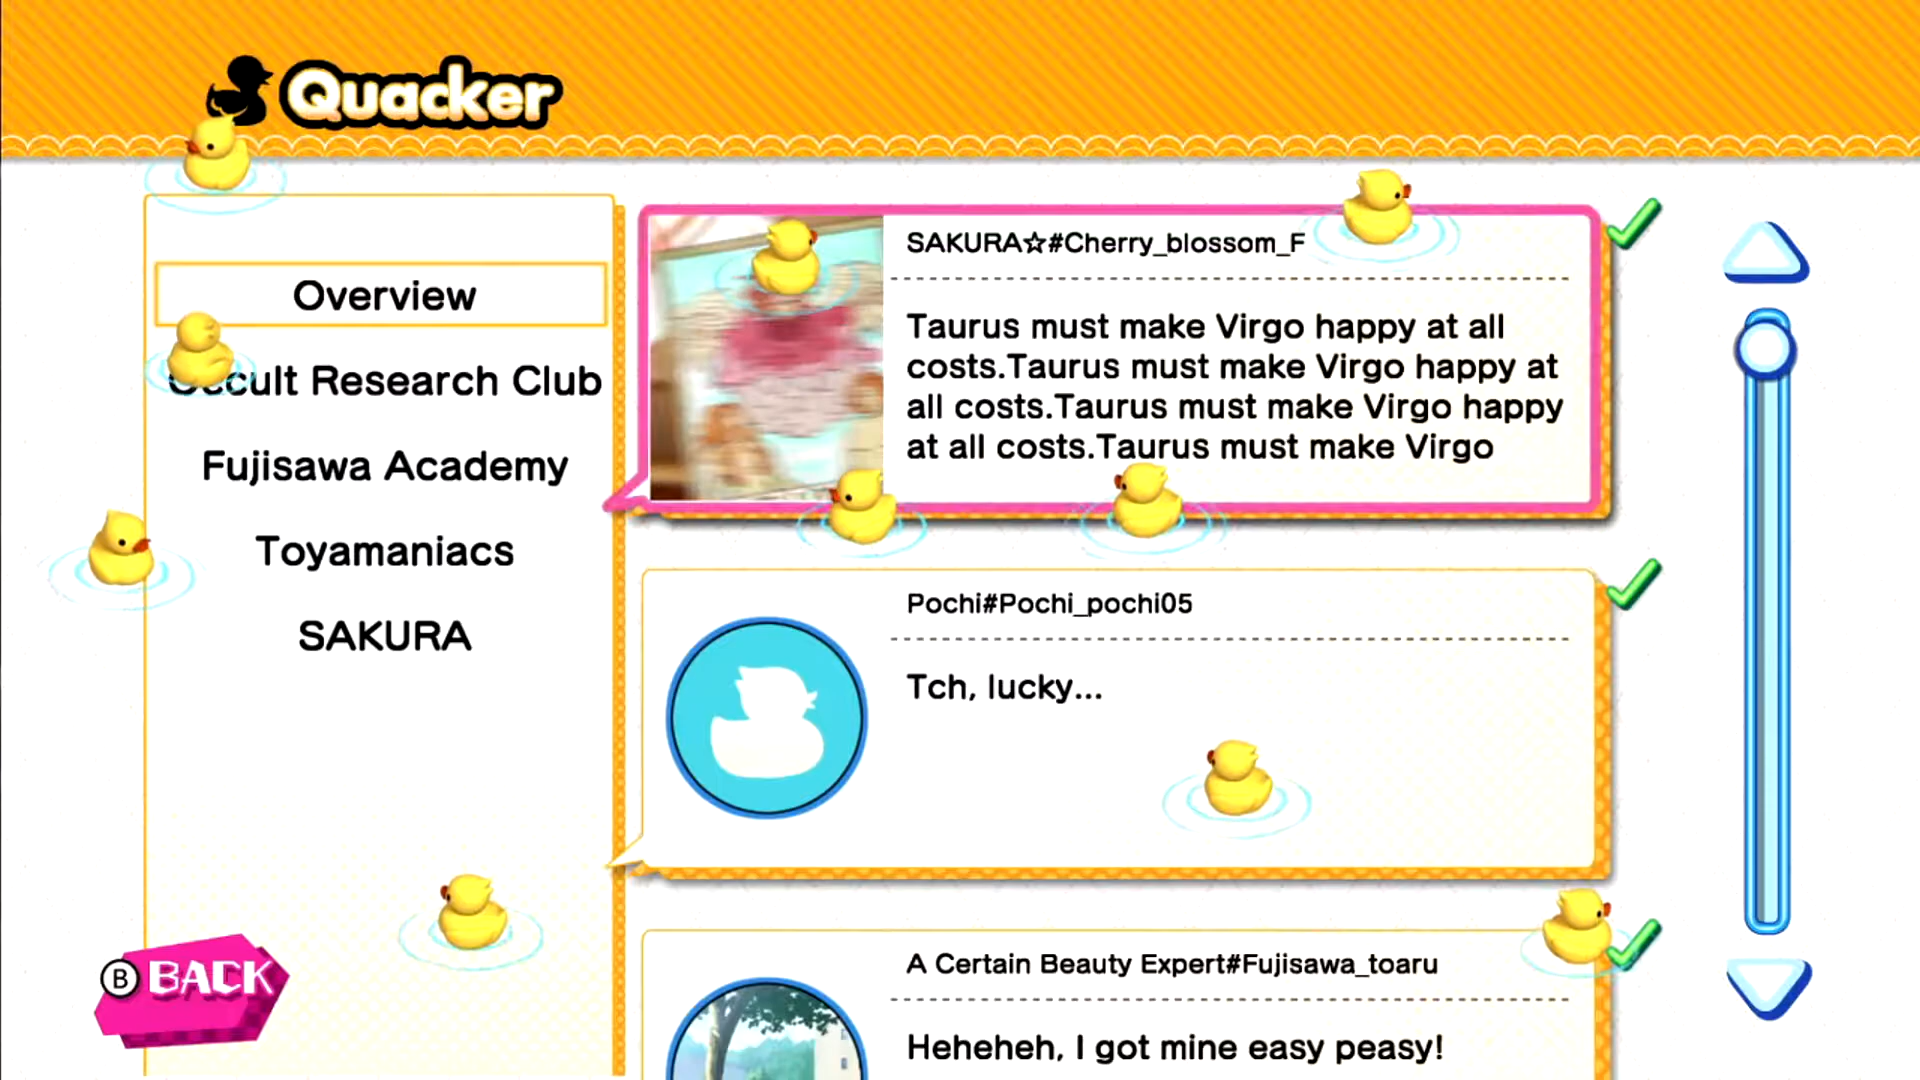 Quacker
Overview
Occult Research Club
Fujisawa Academy
Toyamaniacs
SAKURA
B BACK
SAKURA☆#Cherry_blossom_F
Taurus must make Virgo happy at all
costs.Taurus must make Virgo happy at
all costs.Taurus must make Virgo happy
at all costs.Taurus must make Virgo
Pochi#Pochi_pochi05
Tch, lucky...
A Certain Beauty Expert#Fujisawa_toaru
Heheheh, I got mine easy peasy!